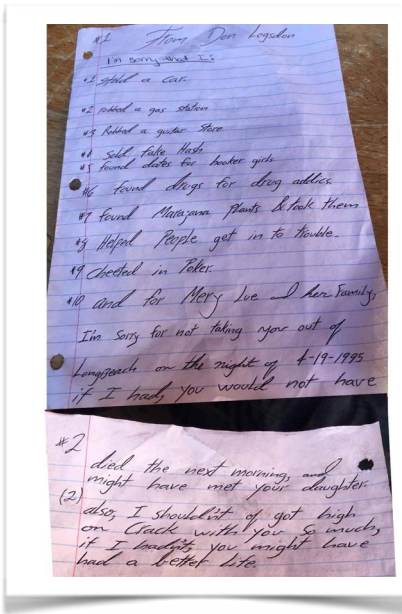 #1 From Don Logsdon
I'm sorry that I:
#1 Stold a Car.
#2 robbed a gas station
#3 Robbed a guitar Store.
#4 Sold fake Hash
#5 found dates for hooker girls
#6 found drugs for drug addics
#7 found Marajana Plants & took them
#8 Helped People get in to trouble.
#9 cheeted in Poker.
#10 and for Mery Lue and her Family,
I'm Sorry for not taking you out of
Longbeach on the night of 4-19-1995
if I had, you would not have
#2
died the next morning, and
might have met your daughter.
(2)
also, I shouldn't of got high
on Crack with you So much,
if I hadn't, you might have
had a better life.